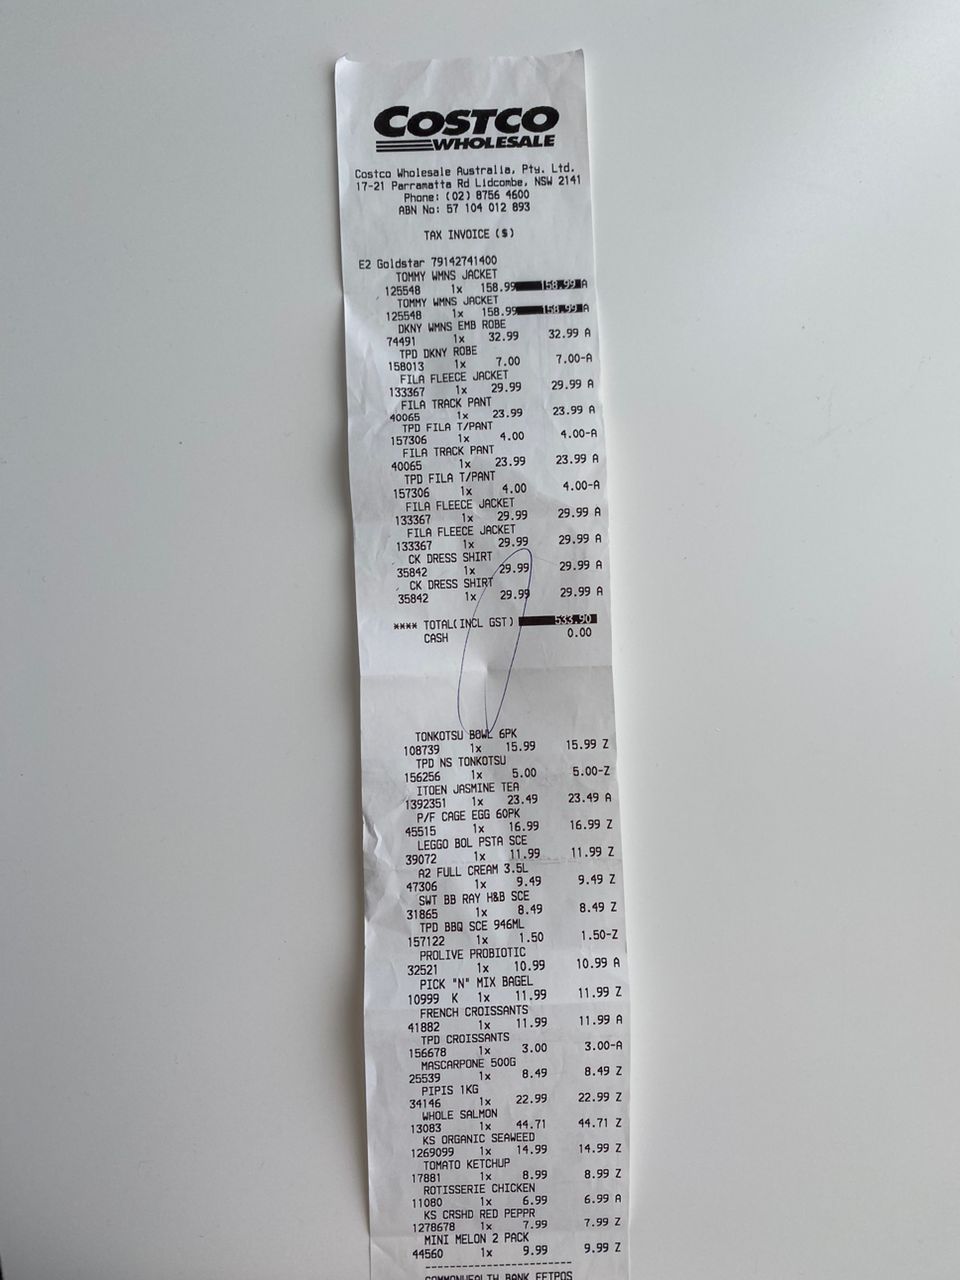 COSTCO
WHOLESALE
Costco Wholesale Australia, Pty. Ltd.
17-21 Parramatta Rd Lidcombe, NSW 2141
Phone: (02) 8756 4600
ABN No: 57 104 012 893
TAX INVOICE ($)
E2 Goldstar 79142741400
TOMMY WMNS JACKET
125548 1x 158.99 158.99 A
TOMMY WMNS JACKET
125548 1x 158.99 158.99 A
DKNY WMNS EMB ROBE
74491 1x 32.99 32.99 A
TPD DKNY ROBE
158013 1x 7.00 7.00-A
FILA FLEECE JACKET
133367 1x 29.99 29.99 A
FILA TRACK PANT
40065 1x 23.99 23.99 A
TPD FILA T/PANT
157306 1x 4.00 4.00-A
FILA TRACK PANT
40065 1x 23.99 23.99 A
TPD FILA T/PANT
157306 1x 4.00 4.00-A
FILA FLEECE JACKET
133367 1x 29.99 29.99 A
FILA FLEECE JACKET
133367 1x 29.99 29.99 A
CK DRESS SHIRT
35842 1x 29.99 29.99 A
CK DRESS SHIRT
35842 1x 29.99 29.99 A
**** TOTAL(INCL GST) 533.90
CASH 0.00
TONKOTSU BOWL 6PK
108739 1x 15.99 15.99 Z
TPD NS TONKOTSU
156256 1x 5.00 5.00-Z
ITOEN JASMINE TEA
1392351 1x 23.49 23.49 A
P/F CAGE EGG 60PK
45515 1x 16.99 16.99 Z
LEGGO BOL PSTA SCE
39072 1x 11.99 11.99 Z
A2 FULL CREAM 3.5L
47306 1x 9.49 9.49 Z
SWT BB RAY H&B SCE
31865 1x 8.49 8.49 Z
TPD BBQ SCE 946ML
157122 1x 1.50 1.50-Z
PROLIVE PROBIOTIC
32521 1x 10.99 10.99 A
PICK "N" MIX BAGEL
10999 K 1x 11.99 11.99 Z
FRENCH CROISSANTS
41882 1x 11.99 11.99 A
TPD CROISSANTS
156678 1x 3.00 3.00-A
MASCARPONE 500G
25539 1x 8.49 8.49 Z
PIPIS 1KG
34146 1x 22.99 22.99 Z
WHOLE SALMON
13083 1x 44.71 44.71 Z
KS ORGANIC SEAWEED
1269099 1x 14.99 14.99 Z
TOMATO KETCHUP
17881 1x 8.99 8.99 Z
ROTISSERIE CHICKEN
11080 1x 6.99 6.99 A
KS CRSHD RED PEPPR
1278678 1x 7.99 7.99 Z
MINI MELON 2 PACK
44560 1x 9.99 9.99 Z
COMMONWEALTH BANK EFTPOS